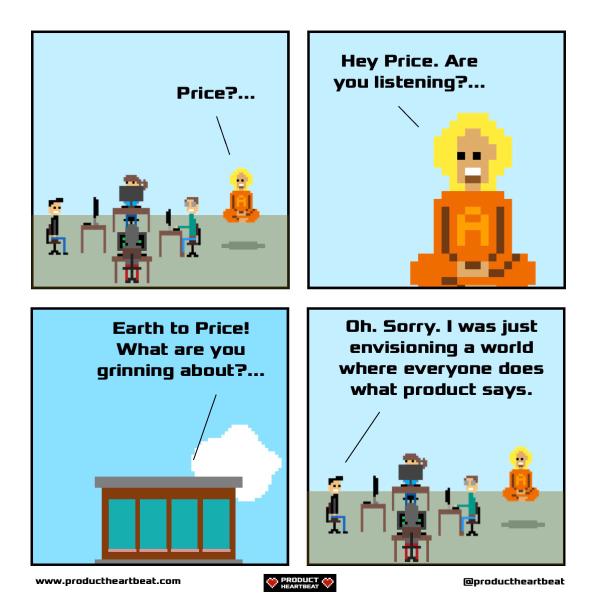 Price?...
Hey Price. Are
you listening?...
Earth to Price!
What are you
grinning about?...
Oh. Sorry. I was just
envisioning a world
where everyone does
what product says.
www.productheartbeat.com
PRODUCT
HEARTBEAT
@productheartbeat